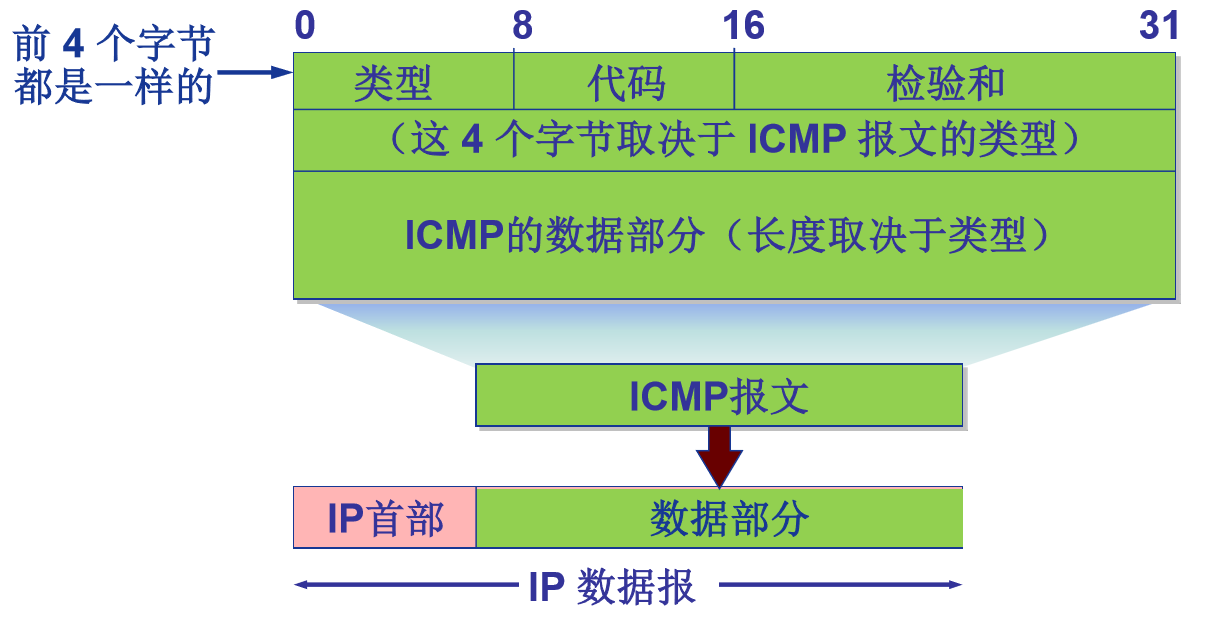 0 8 16 31
前 4 个字节
都是一样的
类型 代码 检验和
（这 4 个字节取决于 ICMP 报文的类型）
ICMP的数据部分（长度取决于类型）
ICMP报文
IP首部 数据部分
IP 数据报